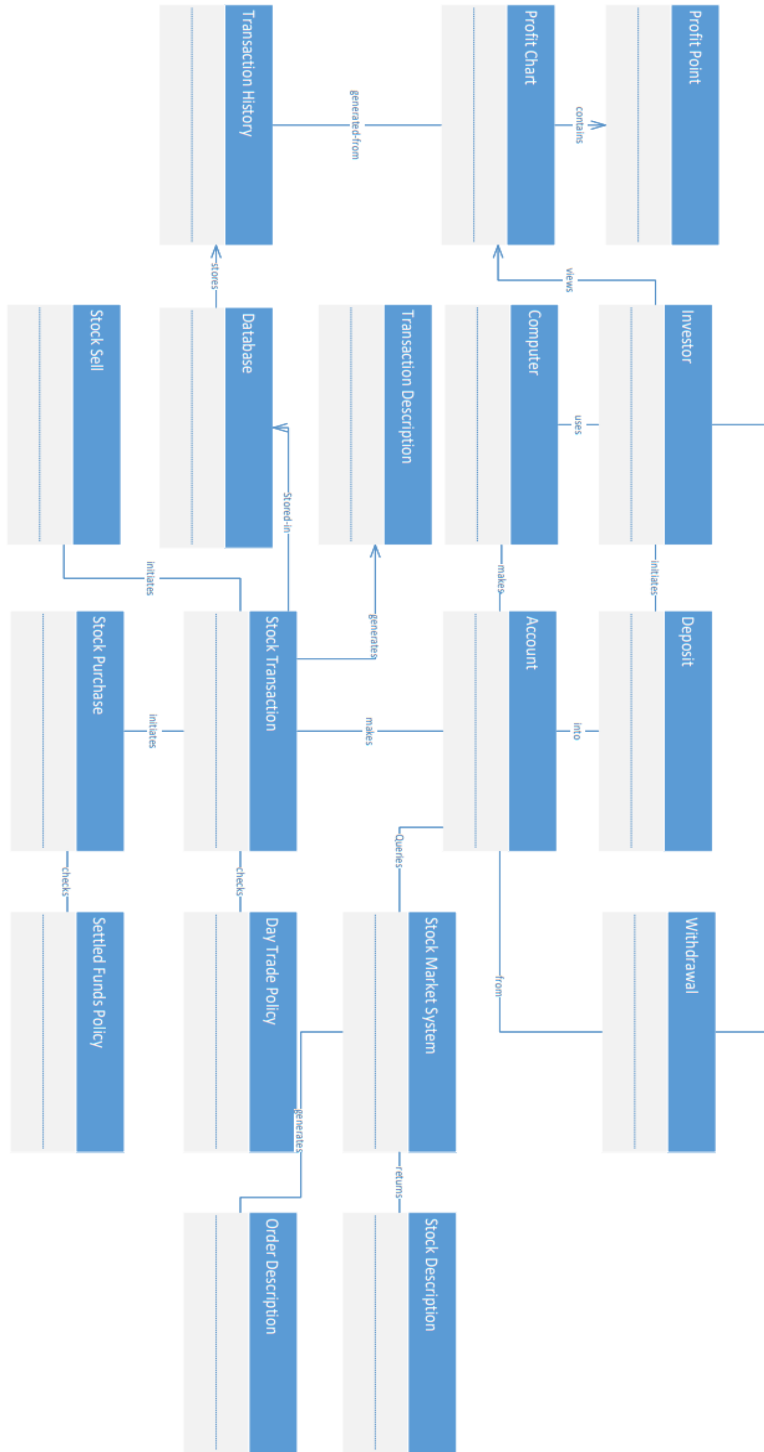 Profit Point
contains
Profit Chart
generated-from
Transaction History
Investor
views
uses
Computer
Transaction Description
stores
Database
Stock Sell
initiates
makes
Stored-in
generates
initiates
Deposit
into
Account
makes
Stock Transaction
initiates
Stock Purchase
Queries
from
checks
checks
Withdrawal
Stock Market System
Day Trade Policy
Settled Funds Policy
generates
returns
Stock Description
Order Description